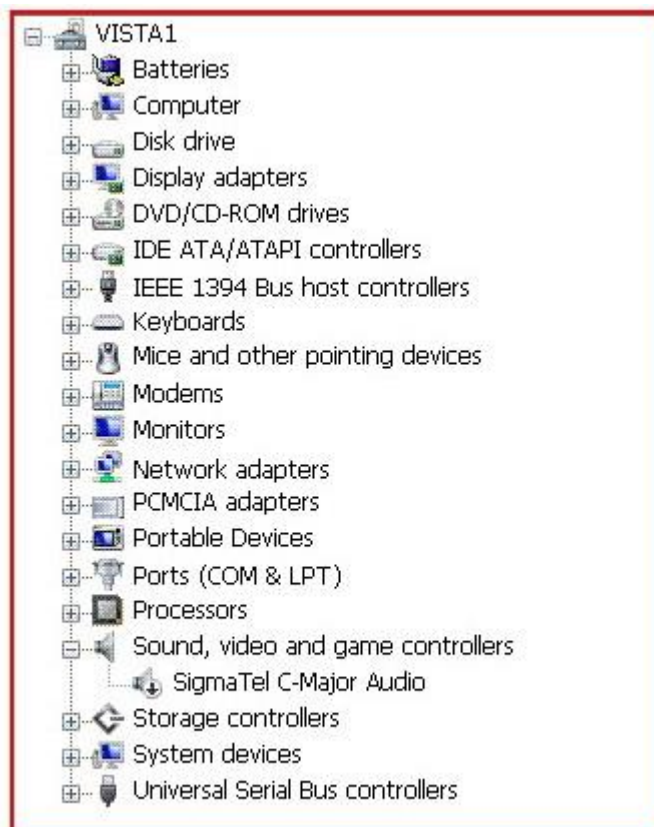 VISTA1
Batteries
Computer
Disk drive
Display adapters
DVD/CD-ROM drives
IDE ATA/ATAPI controllers
IEEE 1394 Bus host controllers
Keyboards
Mice and other pointing devices
Modems
Monitors
Network adapters
PCMCIA adapters
Portable Devices
Ports (COM & LPT)
Processors
Sound, video and game controllers
SigmaTel C-Major Audio
Storage controllers
System devices
Universal Serial Bus controllers